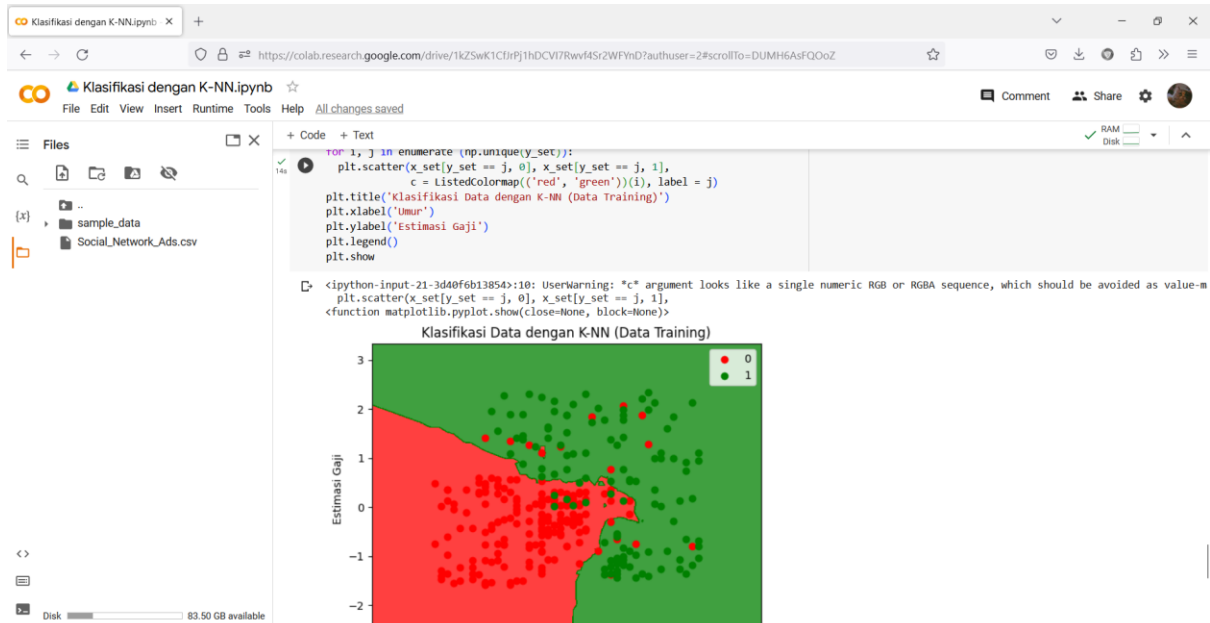 Klasifikasi dengan K-NN.ipynb
https://colab.research.google.com/drive/1kZSwK1CfJrPj1hDCVI7Rwvf4Sr2WFYnD?authuser=2#scrollTo=DUMH6AsFQOoZ
CO Klasifikasi dengan K-NN.ipynb
File Edit View Insert Runtime Tools Help All changes saved
Comment Share
Files
+ Code + Text
RAM
Disk
..
sample_data
Social_Network_Ads.csv
{x}
14s
for i, j in enumerate (np.unique(y_set)):
plt.scatter(x_set[y_set == j, 0], x_set[y_set == j, 1],
c = ListedColormap(('red', 'green'))(i), label = j)
plt.title('Klasifikasi Data dengan K-NN (Data Training)')
plt.xlabel('Umur')
plt.ylabel('Estimasi Gaji')
plt.legend()
plt.show
<ipython-input-21-3d40f6b13854>:10: UserWarning: *c* argument looks like a single numeric RGB or RGBA sequence, which should be avoided as value-m
plt.scatter(x_set[y_set == j, 0], x_set[y_set == j, 1],
<function matplotlib.pyplot.show(close=None, block=None)>
Klasifikasi Data dengan K-NN (Data Training)
0
1
3
2
1
0
−1
−2
Estimasi Gaji
Disk 83.50 GB available